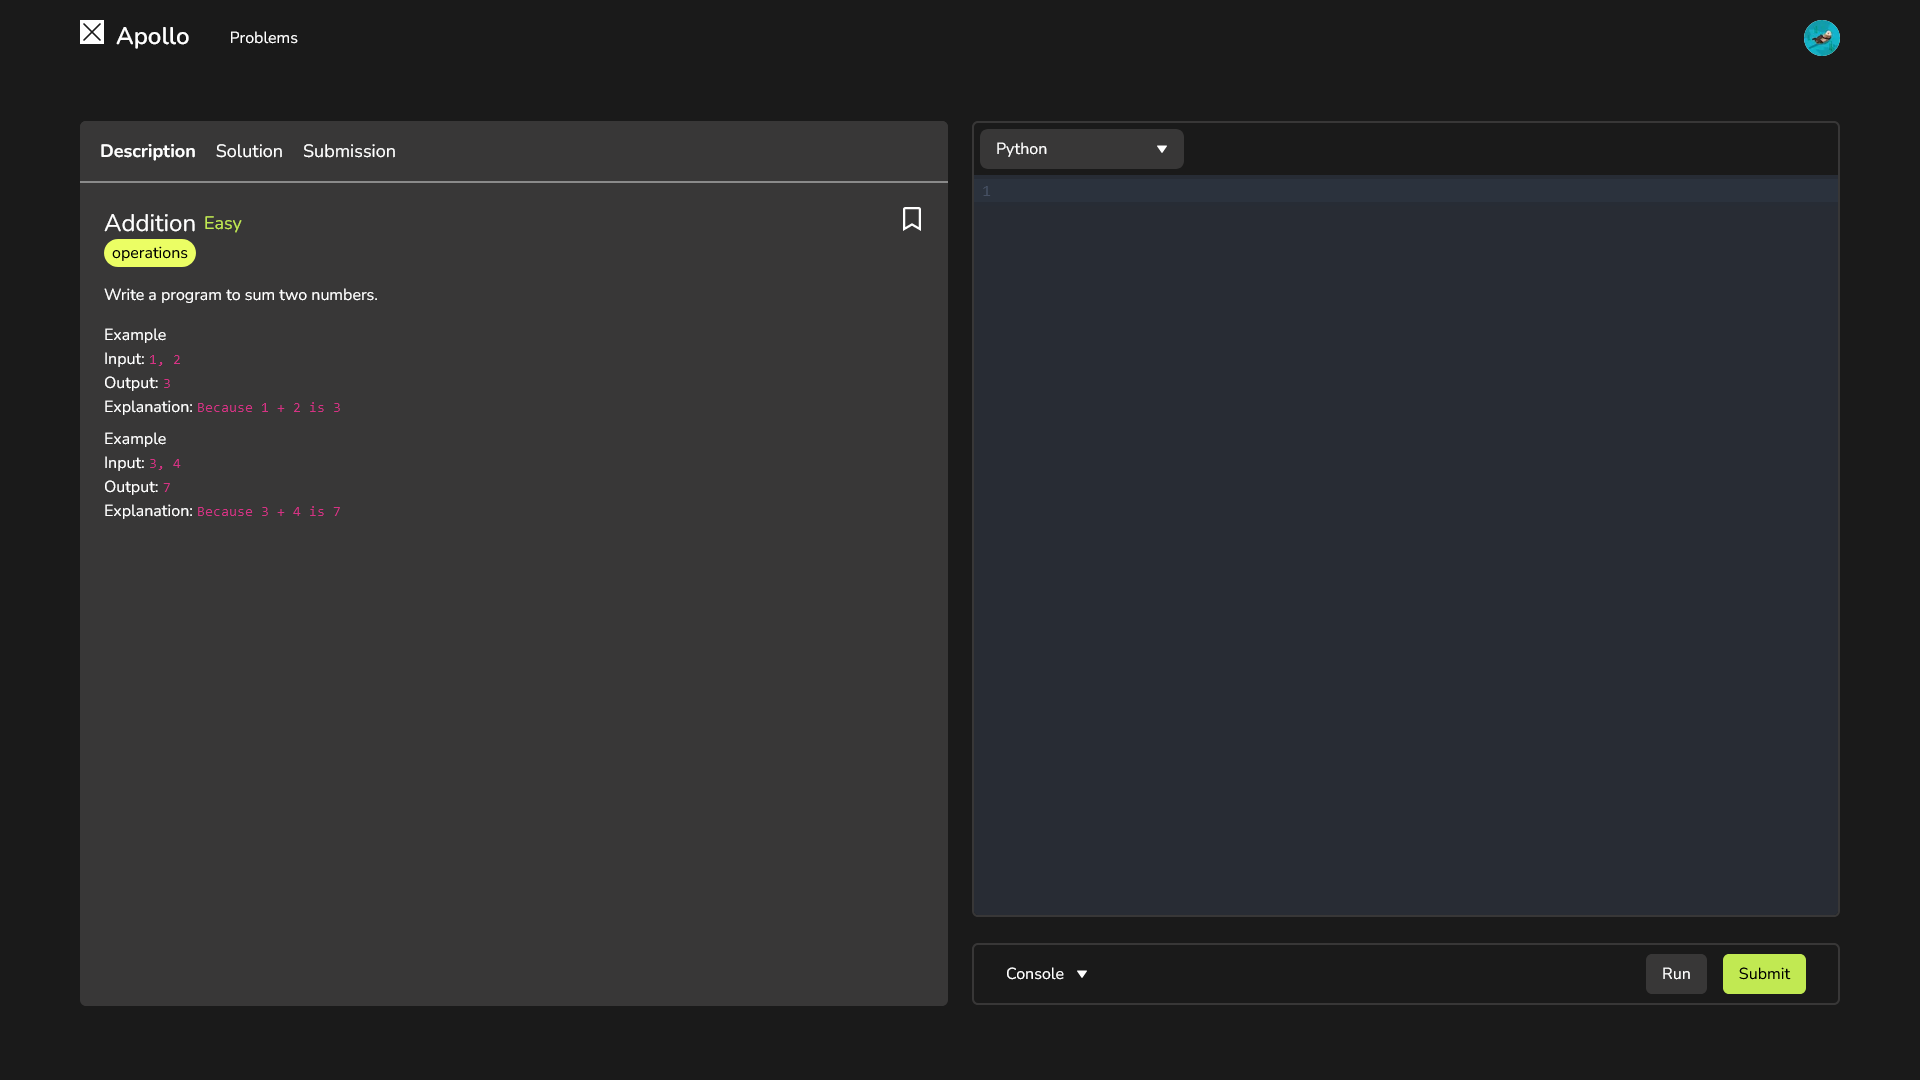 Apollo
Problems
Description
Solution
Submission
Addition Easy
operations
Write a program to sum two numbers.
Example
Input: 1, 2
Output: 3
Explanation: Because 1 + 2 is 3
Example
Input: 3, 4
Output: 7
Explanation: Because 3 + 4 is 7
Python
1
Console
Run
Submit